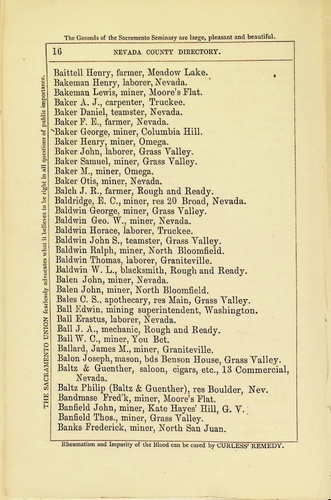 The Grounds of the Sacramento Seminary are large, pleasant and beautiful.
16 NEVADA COUNTY DIRECTORY.
Baittell Henry, farmer, Meadow Lake.
Bakeman Henry, laborer, Nevada.
Bakeman Lewis, miner, Moore's Flat.
Baker A. J., carpenter, Truckee.
Baker Daniel, teamster, Nevada.
Baker F. E., farmer, Nevada.
Baker George, miner, Columbia Hill.
Baker Henry, miner, Omega.
Baker John, laborer, Grass Valley.
Baker Samuel, miner, Grass Valley.
Baker M., miner, Omega.
Baker Otis, miner, Nevada.
Balch J. R., farmer, Rough and Ready.
Baldridge, E. C., miner, res 20 Broad, Nevada.
Baldwin George, miner, Grass Valley.
Baldwin Geo. W., miner, Nevada.
Baldwin Horace, laborer, Truckee.
Baldwin John S., teamster, Grass Valley.
Baldwin Ralph, miner, North Bloomfield.
Baldwin Thomas, laborer, Graniteville.
Baldwin W. L., blacksmith, Rough and Ready.
Balen John, miner, Nevada.
Balen John, miner, North Bloomfield.
Bales C. S., apothecary, res Main, Grass Valley.
Ball Edwin, mining superintendent, Washington.
Ball Erastus, laborer, Nevada.
Ball J. A., mechanic, Rough and Ready.
Ball W. C., miner, You Bet.
Ballard, James M., miner, Graniteville.
Balon Joseph, mason, bds Benson House, Grass Valley.
Baltz & Guenther, saloon, cigars, etc., 13 Commercial,
Nevada.
Baltz Philip (Baltz & Guenther), res Boulder, Nev.
Bandmase Fred'k, miner, Moore's Flat.
Banfield John, miner, Kate Hayes' Hill, G. V.
Banfield Thos., miner, Grass Valley.
Banks Frederick, miner, North San Juan.
Rheumatism and Impurity of the Blood can be cured by CURLESS' REMEDY.
THE SACRAMENTO UNION fearlessly advocates what it believes to be right in all questions of public importance.